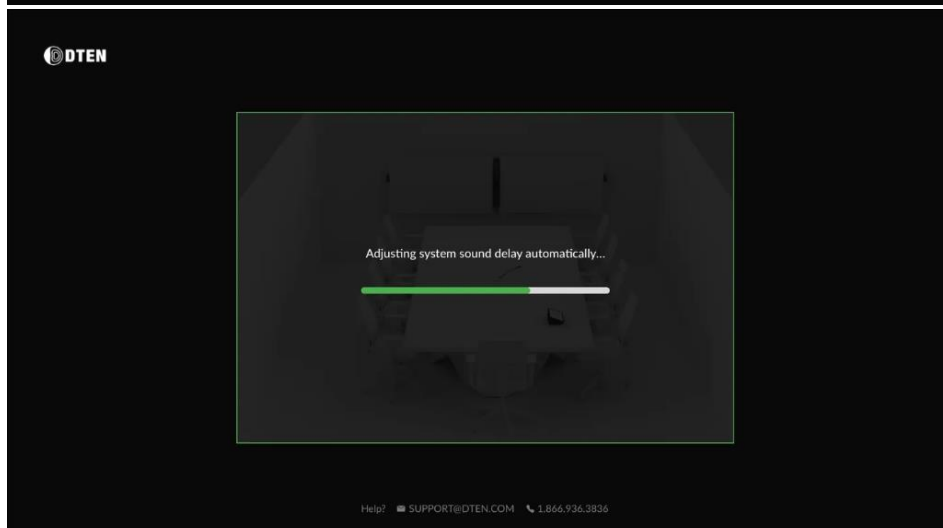 DTEN
Adjusting system sound delay automatically...
Help? SUPPORT@DTEN.COM 1.866.936.3836